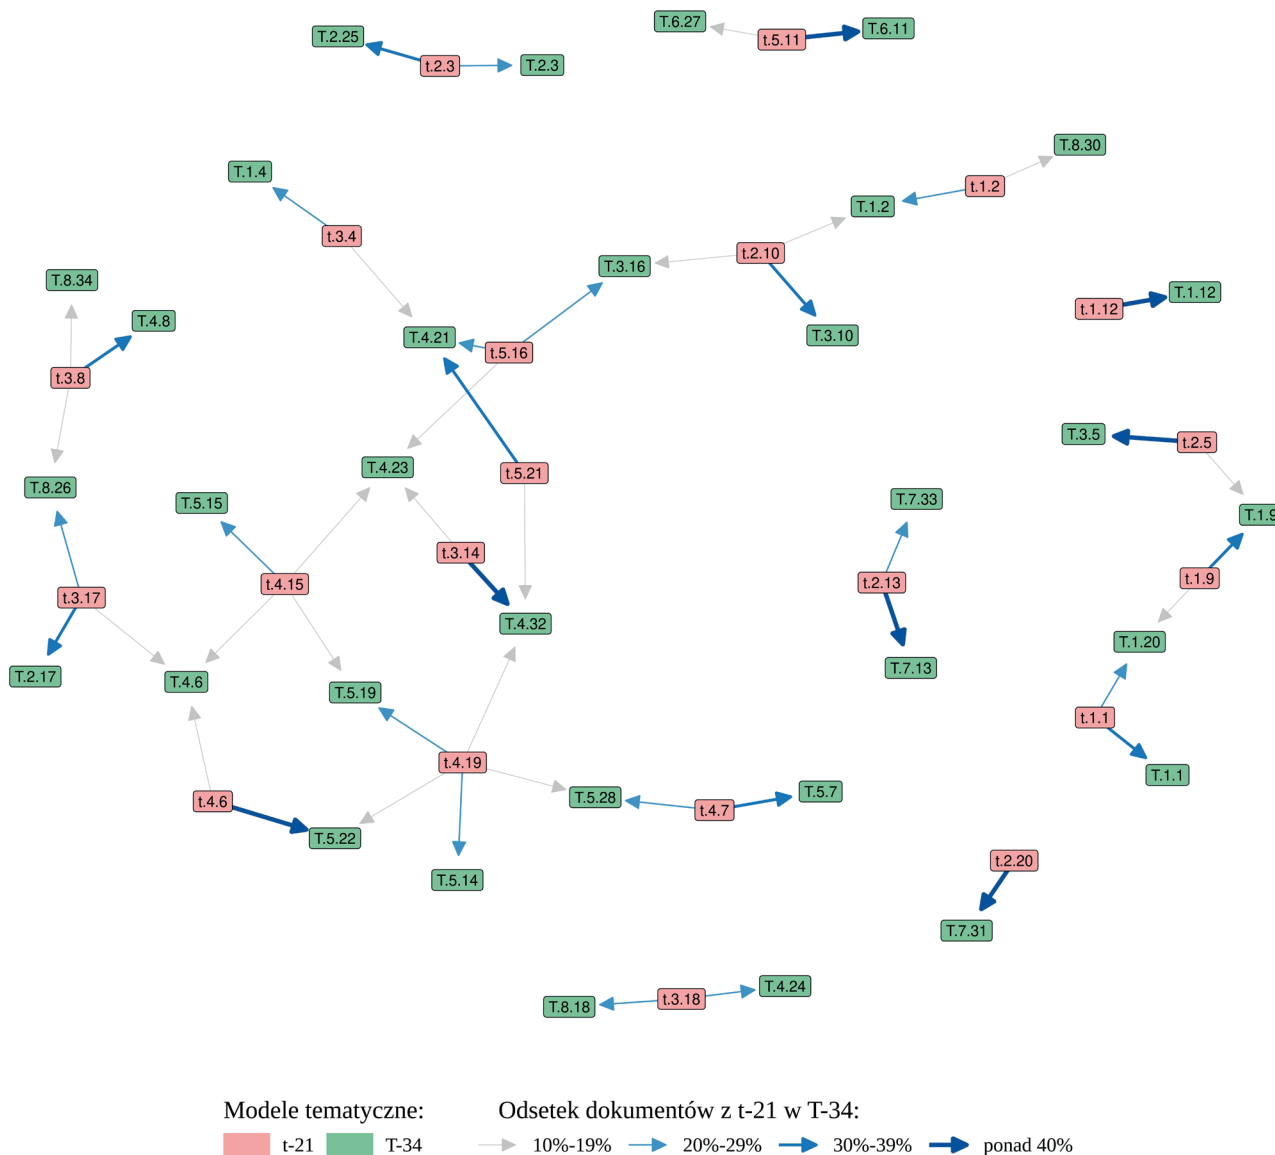 T.6.27
t.5.11
T.6.11
T.2.25
t.2.3
T.2.3
T.8.30
T.1.4
t.1.2
T.1.2
t.3.4
t.2.10
T.3.16
T.8.34
T.1.12
t.1.12
T.4.8
T.4.21
T.3.10
t.5.16
t.3.8
T.3.5
t.2.5
T.4.23
t.5.21
T.8.26
T.5.15
T.7.33
T.1.9
t.3.14
t.1.9
t.2.13
t.4.15
t.3.17
T.4.32
T.1.20
T.7.13
T.2.17
T.4.6
T.5.19
t.1.1
t.4.19
T.1.1
T.5.7
T.5.28
t.4.6
t.4.7
T.5.22
t.2.20
T.5.14
T.7.31
T.4.24
t.3.18
T.8.18
Modele tematyczne: Odsetek dokumentów z t-21 w T-34:
t-21 T-34 10%-19% 20%-29% 30%-39% ponad 40%